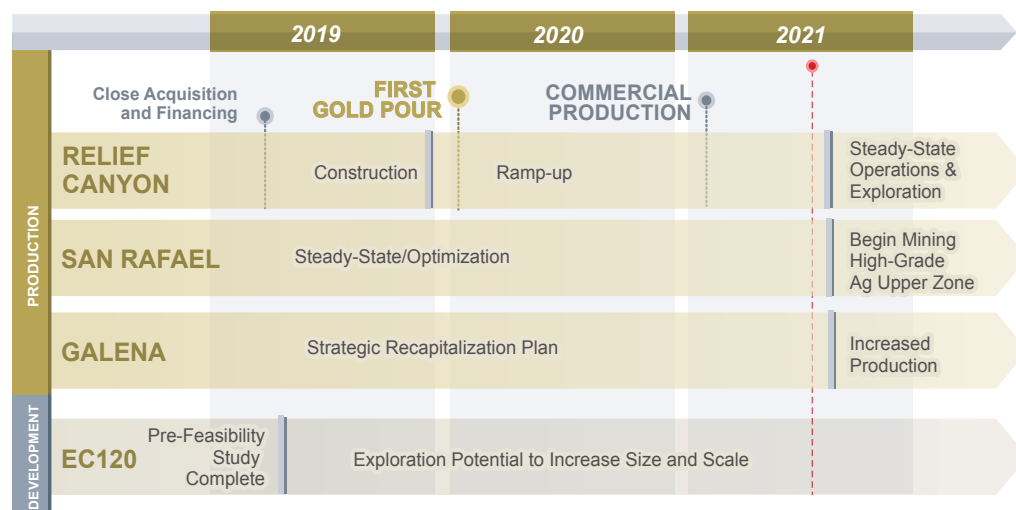 2019
2020
2021
Close Acquisition
and Financing
FIRST
GOLD POUR
COMMERCIAL
PRODUCTION
PRODUCTION
RELIEF
CANYON
Construction
Ramp-up
Steady-State
Operations &
Exploration
SAN RAFAEL
Steady-State/Optimization
Begin Mining
High-Grade
Ag Upper Zone
GALENA
Strategic Recapitalization Plan
Increased
Production
DEVELOPMENT
EC120
Pre-Feasibility
Study
Complete
Exploration Potential to Increase Size and Scale